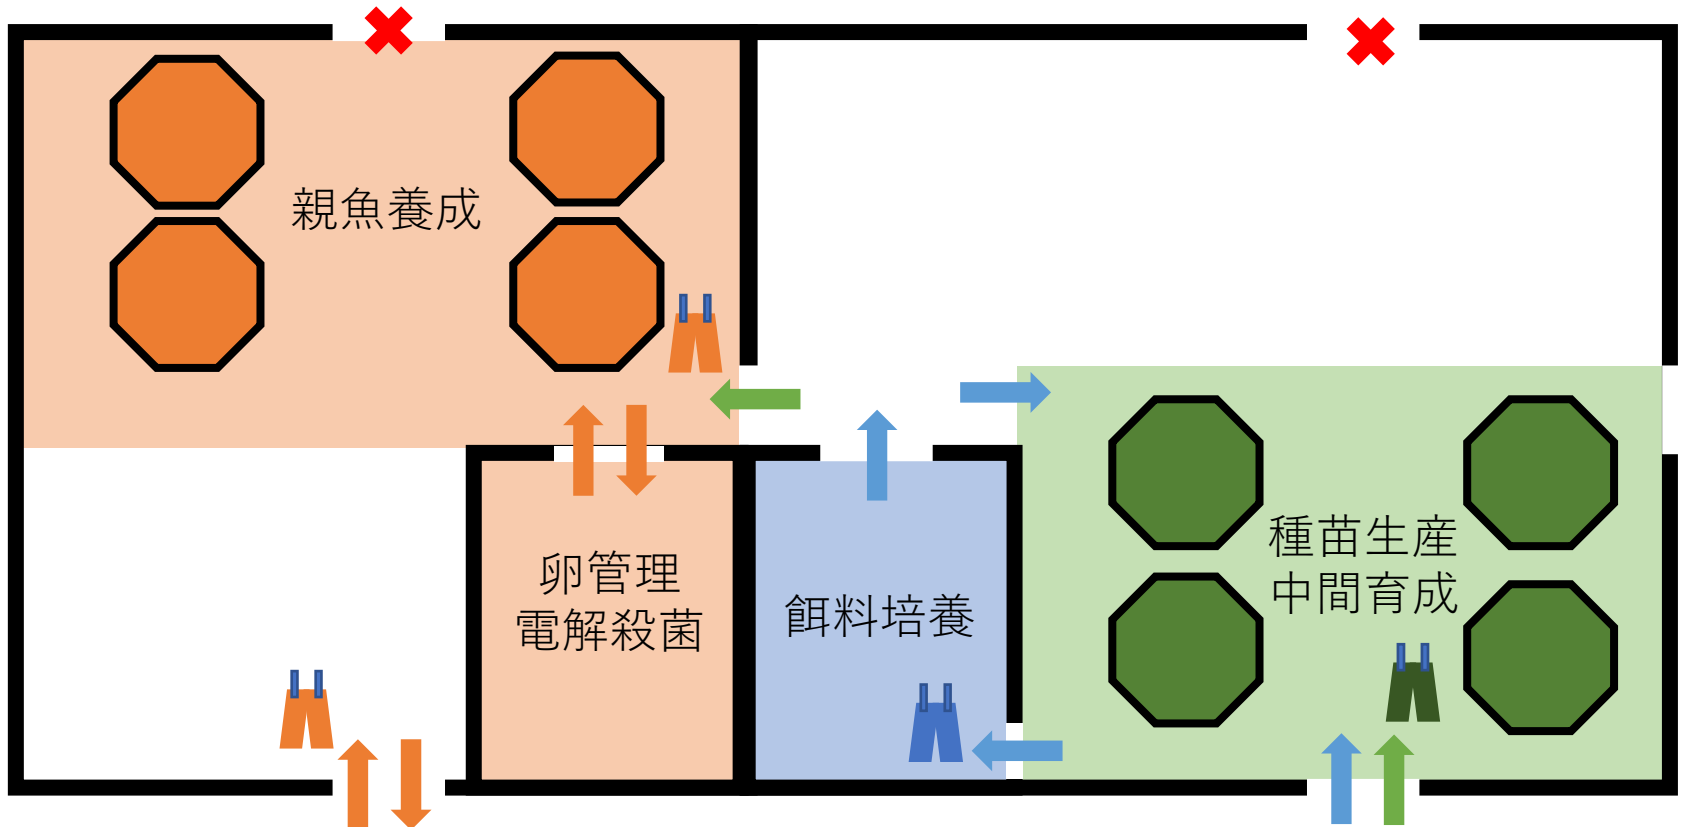 親魚養成
卵管理
電解殺菌
餌料培養
種苗生産
中間育成